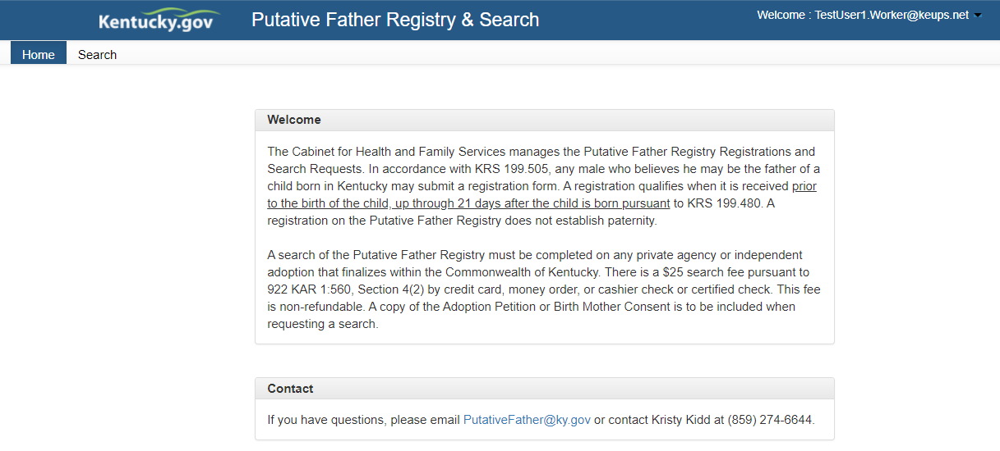 Kentucky.gov Putative Father Registry & Search Welcome : TestUser1.Worker@keups.net
Home Search
Welcome
The Cabinet for Health and Family Services manages the Putative Father Registry Registrations and
Search Requests. In accordance with KRS 199.505, any male who believes he may be the father of a
child born in Kentucky may submit a registration form. A registration qualifies when it is received prior
to the birth of the child, up through 21 days after the child is born pursuant to KRS 199.480. A
registration on the Putative Father Registry does not establish paternity.
A search of the Putative Father Registry must be completed on any private agency or independent
adoption that finalizes within the Commonwealth of Kentucky. There is a $25 search fee pursuant to
922 KAR 1:560, Section 4(2) by credit card, money order, or cashier check or certified check. This fee
is non-refundable. A copy of the Adoption Petition or Birth Mother Consent is to be included when
requesting a search.
Contact
If you have questions, please email PutativeFather@ky.gov or contact Kristy Kidd at (859) 274-6644.